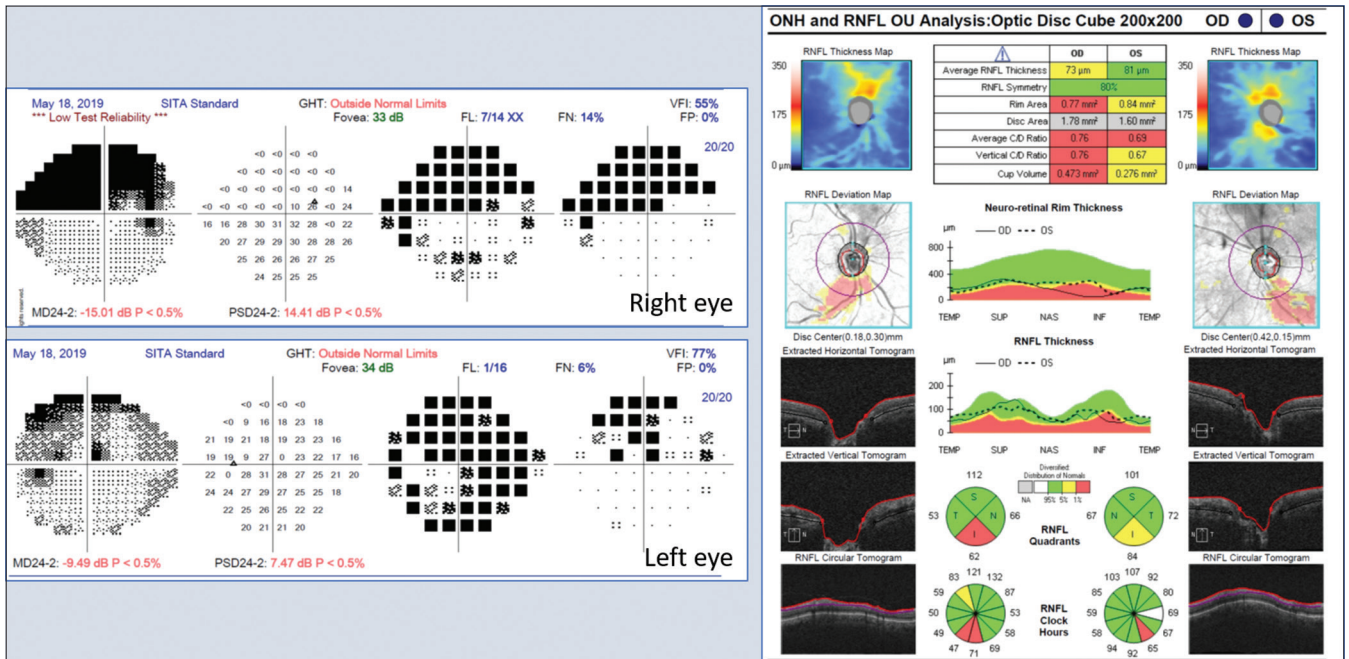 May 18, 2019 SITA Standard GHT: Outside Normal Limits VFI: 55%
*** Low Test Reliability *** Fovea: 33 dB FL: 7/14 XX FN: 14% FP: 0%
20/20
<0 <0 <0 <0
<0 <0 <0 <0 <0 <0
<0 <0 <0 <0 <0 <0 <0 14
<0 <0 <0 <0 10 26 <0 24
16 16 28 30 31 32 28 <0 22
20 27 29 29 30 28 28 26
25 26 26 28 27 25
24 25 25 25
MD24-2: -15.01 dB P < 0.5% PSD24-2: 14.41 dB P < 0.5%
Right eye
ghts reserved.
May 18, 2019 SITA Standard GHT: Outside Normal Limits VFI: 77%
Fovea: 34 dB FL: 1/16 FN: 6% FP: 0%
20/20
<0 <0 <0 <0
<0 9 16 18 23 18
21 19 21 18 19 23 23 16
19 19 9 27 0 23 22 17 16
22 0 28 31 28 27 25 21 20
24 24 27 29 27 25 25 18
22 25 26 25 22 22
20 21 21 20
MD24-2: -9.49 dB P < 0.5% PSD24-2: 7.47 dB P < 0.5%
Left eye
ONH and RNFL OU Analysis:Optic Disc Cube 200x200 OD OS
RNFL Thickness Map
350
175
0 µm
OD OS
Average RNFL Thickness 73 µm 81 µm
RNFL Symmetry 80%
Rim Area 0.77 mm² 0.84 mm²
Disc Area 1.78 mm² 1.60 mm²
Average C/D Ratio 0.76 0.69
Vertical C/D Ratio 0.76 0.67
Cup Volume 0.473 mm² 0.276 mm²
RNFL Thickness Map
350
175
0 µm
RNFL Deviation Map
Disc Center(0.18,0.30)mm
Neuro-retinal Rim Thickness
µm OD OS
800
400
0
TEMP SUP NAS INF TEMP
RNFL Deviation Map
Disc Center(0.42,0.15)mm
Extracted Horizontal Tomogram
T N
RNFL Thickness
µm OD OS
200
100
0
TEMP SUP NAS INF TEMP
Extracted Horizontal Tomogram
N T
Extracted Vertical Tomogram
I T
Diversified:
Distribution of Normals
NA 95% 5% 1%
112
S
53 T N 66
I
62
RNFL
Quadrants
101
S
67 N T 72
I
84
Extracted Vertical Tomogram
I T
RNFL Circular Tomogram
121
83 132
59 87
50 53
49 58
47 69
71
RNFL
Clock
Hours
107
103 92
85 80
59 69
58 67
94 65
92
RNFL Circular Tomogram